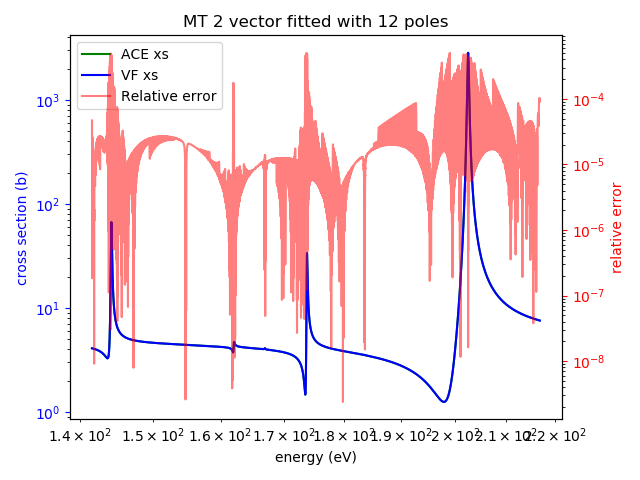 MT 2 vector fitted with 12 poles
ACE xs
VF xs
Relative error
10³
10²
10¹
10⁰
cross section (b)
10⁻⁴
10⁻⁵
10⁻⁶
10⁻⁷
10⁻⁸
relative error
1.4 × 10² 1.5 × 10² 1.6 × 10² 1.7 × 10² 1.8 × 10² 1.9 × 10² 2 × 10² 2.1 × 10² 2.2 × 10²
energy (eV)